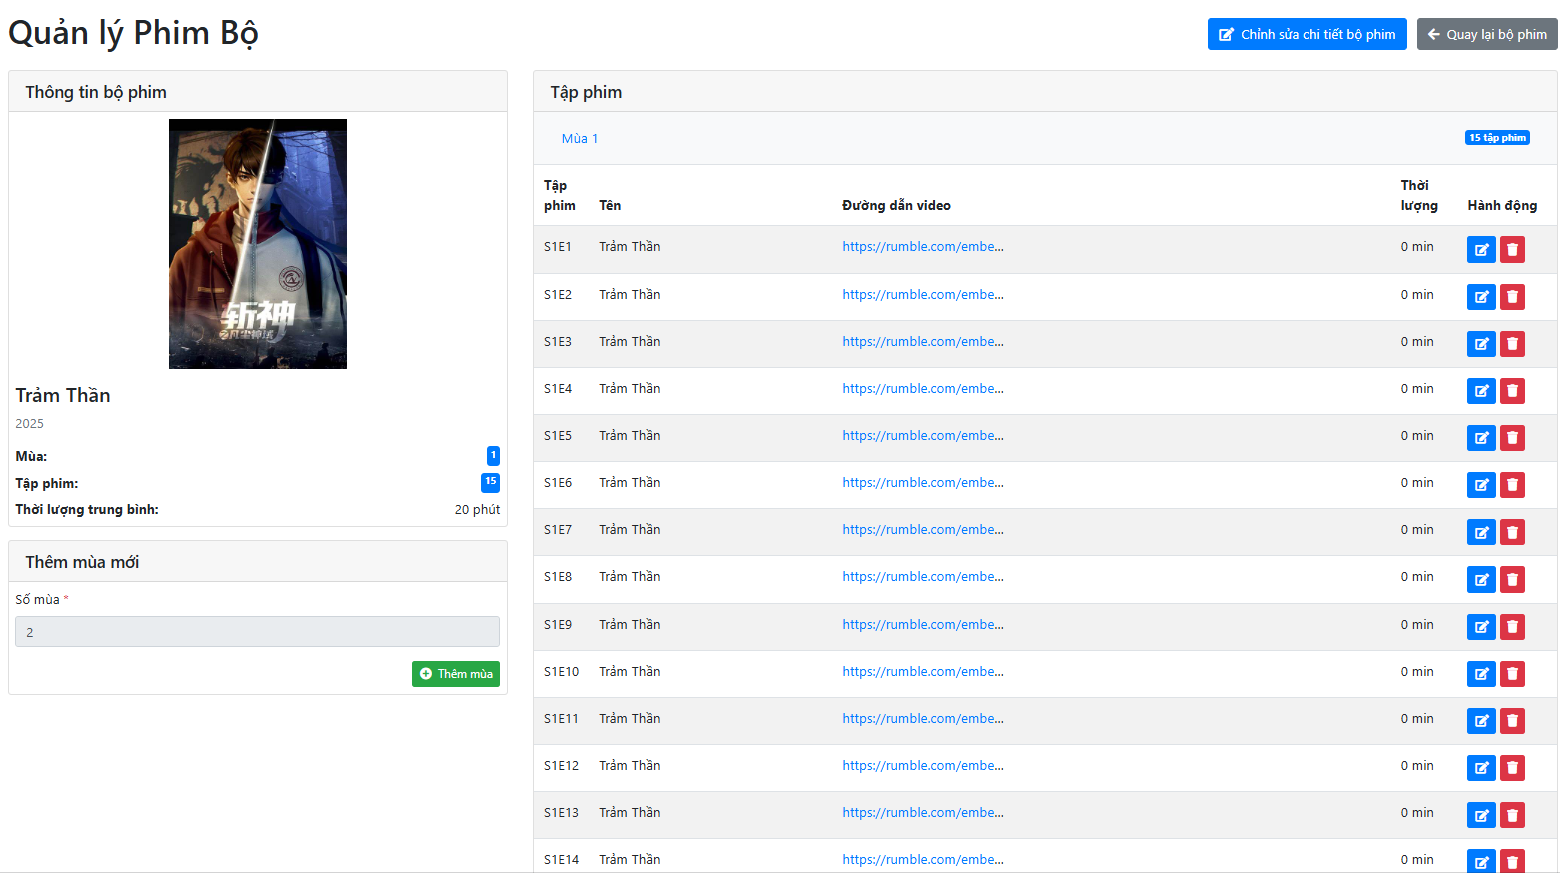 Quản lý Phim Bộ
Chỉnh sửa chi tiết bộ phim
Quay lại bộ phim
Thông tin bộ phim
斩神
之凡尘神域
Trảm Thần
2025
Mùa: 1
Tập phim: 15
Thời lượng trung bình: 20 phút
Thêm mùa mới
Số mùa *
2
Thêm mùa
Tập phim
Mùa 1 15 tập phim
Tập phim Tên Đường dẫn video Thời lượng Hành động
S1E1 Trảm Thần https://rumble.com/embe... 0 min
S1E2 Trảm Thần https://rumble.com/embe... 0 min
S1E3 Trảm Thần https://rumble.com/embe... 0 min
S1E4 Trảm Thần https://rumble.com/embe... 0 min
S1E5 Trảm Thần https://rumble.com/embe... 0 min
S1E6 Trảm Thần https://rumble.com/embe... 0 min
S1E7 Trảm Thần https://rumble.com/embe... 0 min
S1E8 Trảm Thần https://rumble.com/embe... 0 min
S1E9 Trảm Thần https://rumble.com/embe... 0 min
S1E10 Trảm Thần https://rumble.com/embe... 0 min
S1E11 Trảm Thần https://rumble.com/embe... 0 min
S1E12 Trảm Thần https://rumble.com/embe... 0 min
S1E13 Trảm Thần https://rumble.com/embe... 0 min
S1E14 Trảm Thần https://rumble.com/embe... 0 min